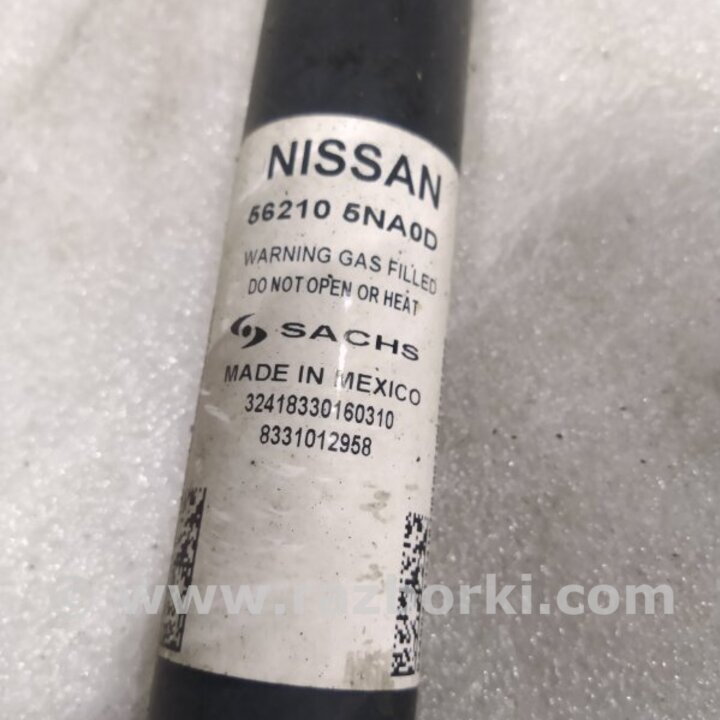 NISSAN
56210 5NA0D
WARNING GAS FILLED
DO NOT OPEN OR HEAT
SACHS
MADE IN MEXICO
32418330160310
8331012958
© www.razborki.com